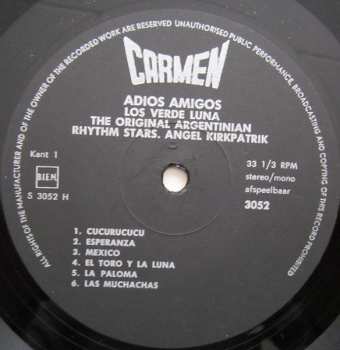 ALL RIGHTS OF THE MANUFACTURER AND OF THE OWNER OF THE RECORDED WORK ARE RESERVED UNAUTHORISED PUBLIC PERFORMANCE, BROADCASTING AND COPYING OF THIS RECORD PROHIBITED
CARMEN
ADIOS AMIGOS
LOS VERDE LUNA
THE ORIGINAL ARGENTINIAN
RHYTHM STARS. ANGEL KIRKPATRIK
Kant 1
BIEM
S 3052 H
33 1/3 RPM
stereo/mono
afspeelbaar
3052
1. CUCURUCUCU
2. ESPERANZA
3. MEXICO
4. EL TORO Y LA LUNA
5. LA PALOMA
6. LAS MUCHACHAS